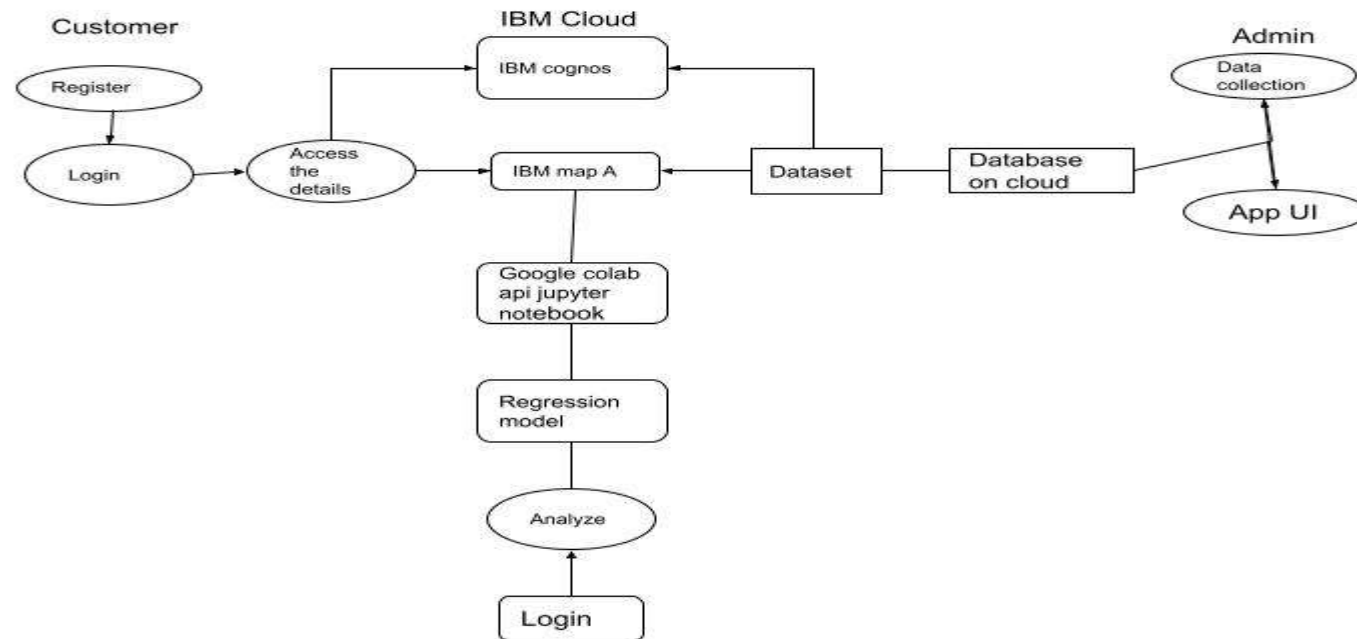 Customer
IBM Cloud
Admin
Register
Login
Access
the
details
IBM cognos
IBM map A
Dataset
Database
on cloud
Data
collection
App UI
Google colab
api jupyter
notebook
Regression
model
Analyze
Login